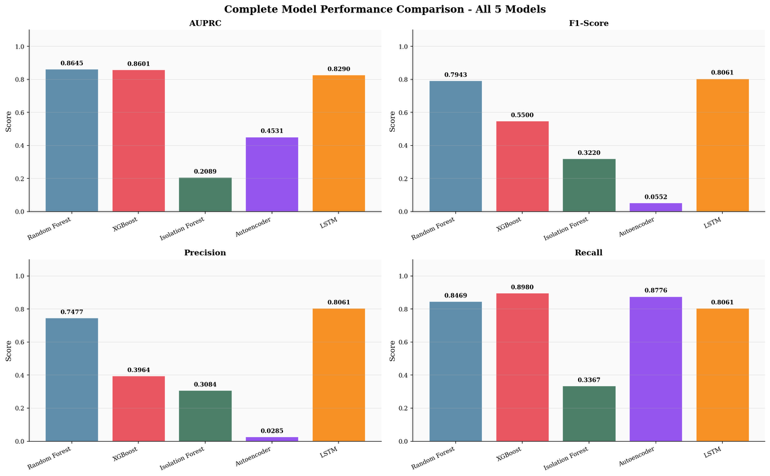 Complete Model Performance Comparison - All 5 Models
AUPRC
Score
1.0
0.8
0.6
0.4
0.2
0.0
0.8645
0.8601
0.2089
0.4531
0.8290
Random Forest
XGBoost
Isolation Forest
Autoencoder
LSTM
F1-Score
Score
1.0
0.8
0.6
0.4
0.2
0.0
0.7943
0.5500
0.3220
0.0552
0.8061
Random Forest
XGBoost
Isolation Forest
Autoencoder
LSTM
Precision
Score
1.0
0.8
0.6
0.4
0.2
0.0
0.7477
0.3964
0.3084
0.0285
0.8061
Random Forest
XGBoost
Isolation Forest
Autoencoder
LSTM
Recall
Score
1.0
0.8
0.6
0.4
0.2
0.0
0.8469
0.8980
0.3367
0.8776
0.8061
Random Forest
XGBoost
Isolation Forest
Autoencoder
LSTM